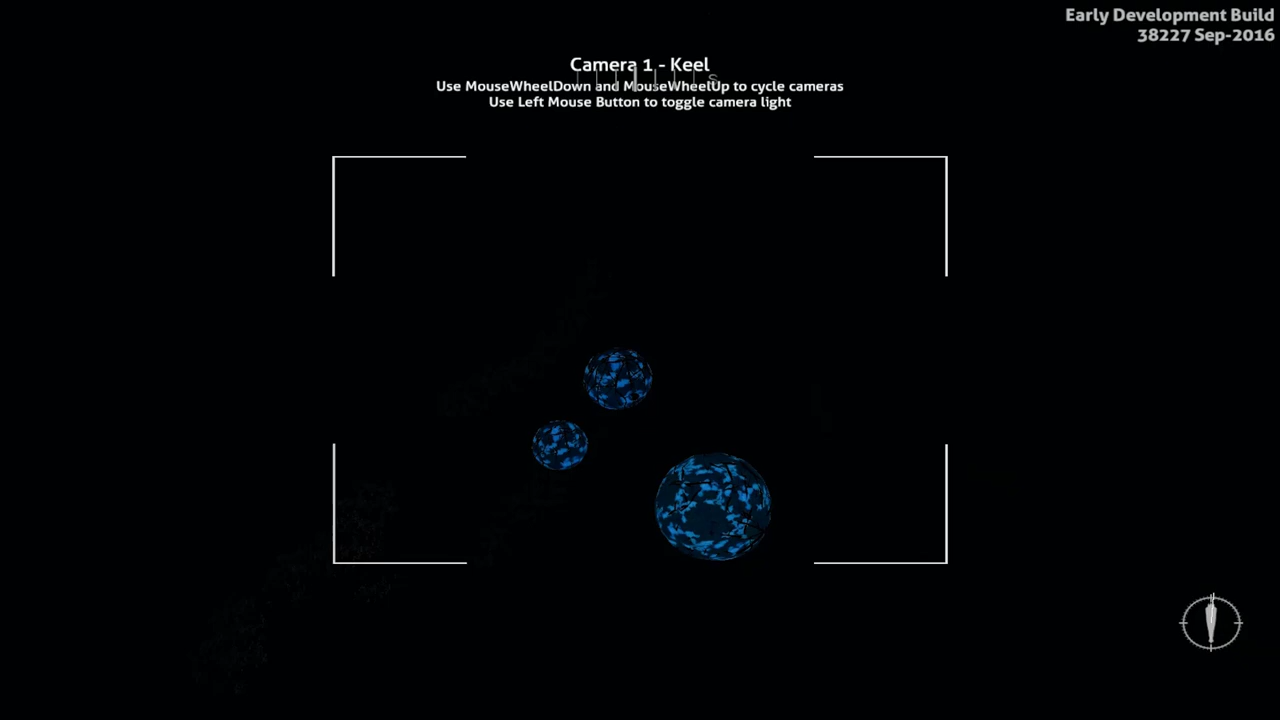 Early Development Build
38227 Sep-2016
Camera 1 - Keel
S
Use MouseWheelDown and MouseWheelUp to cycle cameras
Use Left Mouse Button to toggle camera light